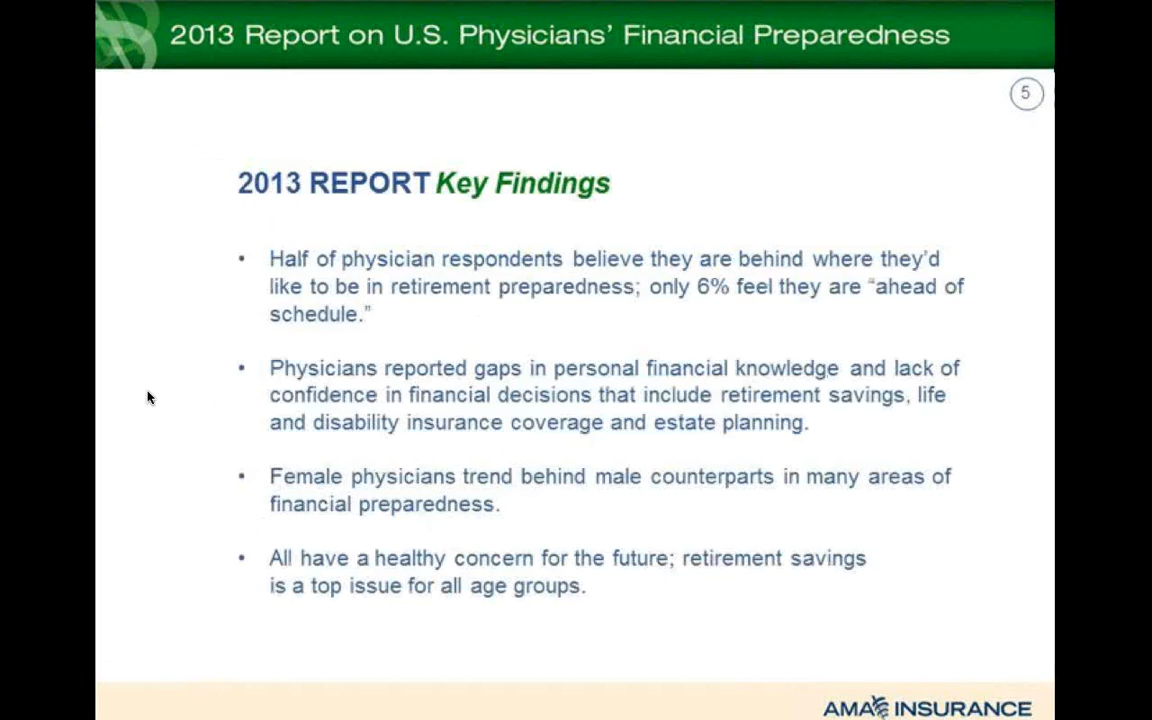 2013 Report on U.S. Physicians’ Financial Preparedness
5
2013 REPORT Key Findings
• Half of physician respondents believe they are behind where they’d
like to be in retirement preparedness; only 6% feel they are “ahead of
schedule.”
• Physicians reported gaps in personal financial knowledge and lack of
confidence in financial decisions that include retirement savings, life
and disability insurance coverage and estate planning.
• Female physicians trend behind male counterparts in many areas of
financial preparedness.
• All have a healthy concern for the future; retirement savings
is a top issue for all age groups.
AMA INSURANCE